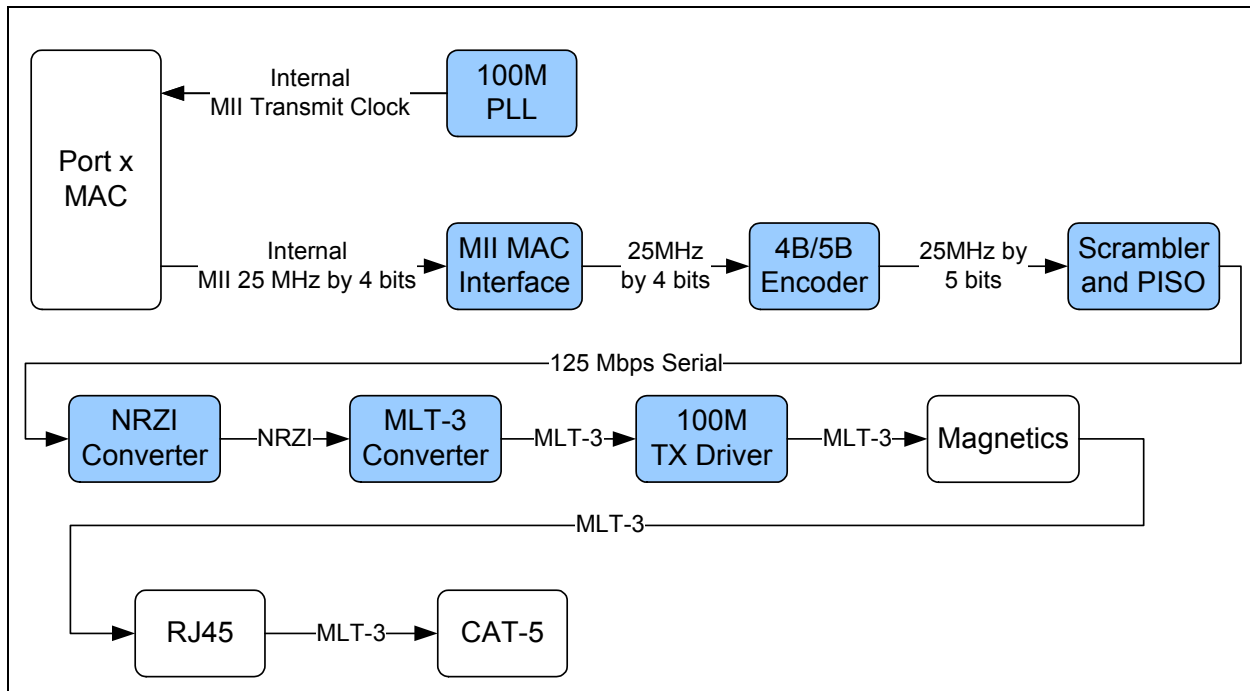 Internal
MII Transmit Clock
100M
PLL
Port x
MAC
Internal
MII 25 MHz by 4 bits
MII MAC
Interface
25MHz
by 4 bits
4B/5B
Encoder
25MHz by
5 bits
Scrambler
and PISO
125 Mbps Serial
NRZI
Converter
NRZI
MLT-3
Converter
MLT-3
100M
TX Driver
MLT-3
Magnetics
MLT-3
RJ45
MLT-3
CAT-5